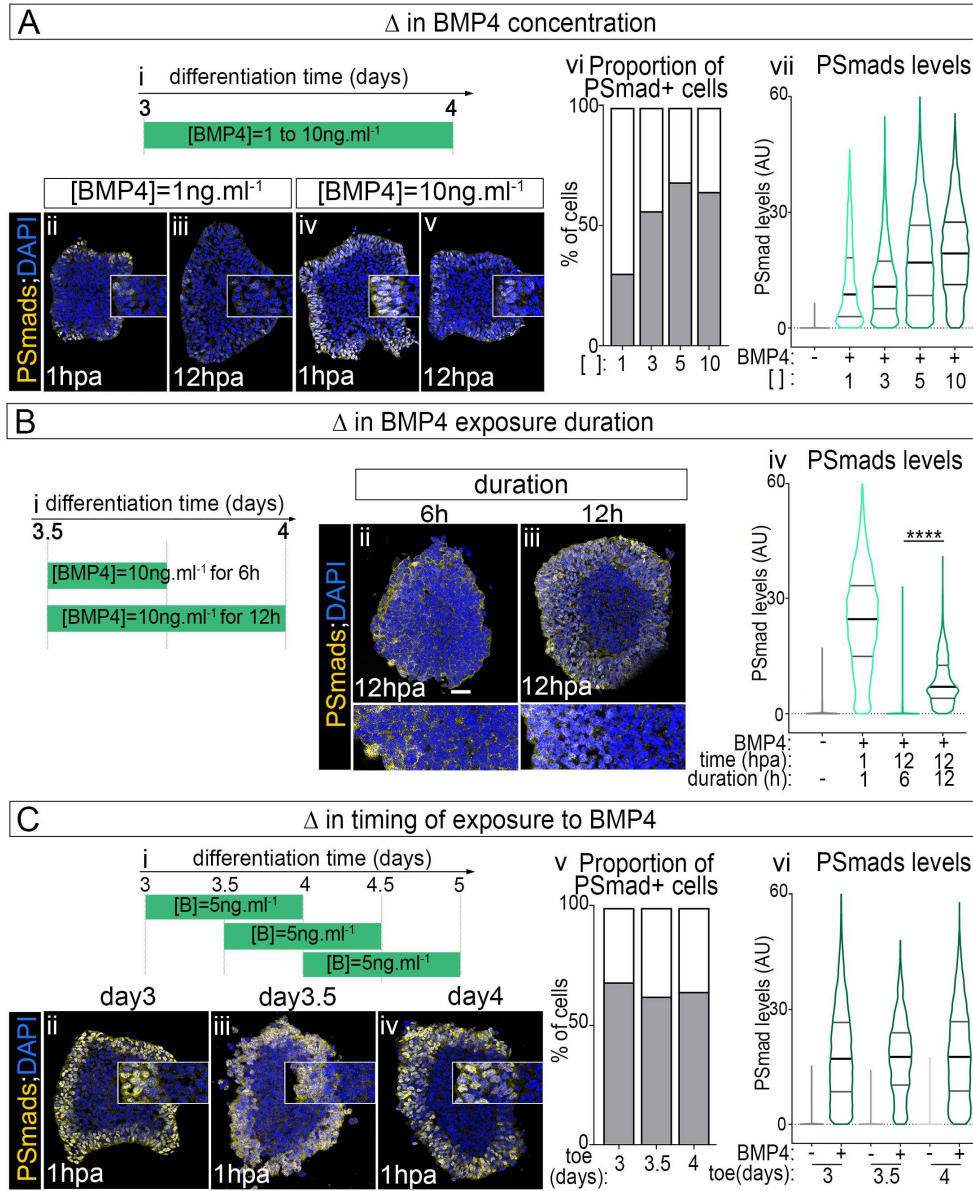 A
Δ in BMP4 concentration
i differentiation time (days)
3 4
[BMP4]=1 to 10ng.ml⁻¹
[BMP4]=1ng.ml⁻¹ [BMP4]=10ng.ml⁻¹
PSmads;DAPI
ii iii iv v
1hpa 12hpa 1hpa 12hpa
vi Proportion of
PSmad+ cells
% of cells
100
50
0
[ ] : 1 3 5 10
vii PSmads levels
PSmad levels (AU)
60
30
0
BMP4: - + + + +
[ ] : 1 3 5 10
B
Δ in BMP4 exposure duration
i differentiation time (days)
3.5 4
[BMP4]=10ng.ml⁻¹ for 6h
[BMP4]=10ng.ml⁻¹ for 12h
duration
6h 12h
PSmads;DAPI
ii iii
12hpa 12hpa
iv PSmads levels
PSmad levels (AU)
60
30
0
****
BMP4: - + + +
time (hpa) 1 12 12
duration (h): - 1 6 12
C
Δ in timing of exposure to BMP4
i differentiation time (days)
3 3.5 4 4.5 5
[B]=5ng.ml⁻¹
[B]=5ng.ml⁻¹
[B]=5ng.ml⁻¹
day3 day3.5 day4
PSmads;DAPI
ii iii iv
1hpa 1hpa 1hpa
v Proportion of
PSmad+ cells
% of cells
100
50
0
toe (days): 3 3.5 4
vi PSmads levels
PSmad levels (AU)
60
30
0
- + - + - + BMP4
toe(days): 3 3.5 4